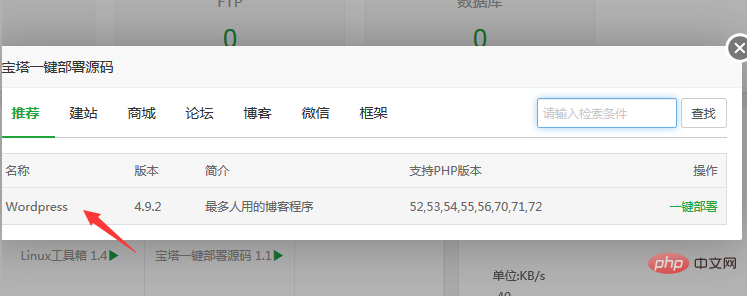 FTP
数据库
0
0
宝塔一键部署源码
推荐 建站 商城 论坛 博客 微信 框架 请输入检索条件 查找
名称 版本 简介 支持PHP版本 操作
Wordpress 4.9.2 最多人用的博客程序 52,53,54,55,56,70,71,72 一键部署
Linux工具箱 1.4
宝塔一键部署源码 1.1
单位:KB/s
40
php 中文网